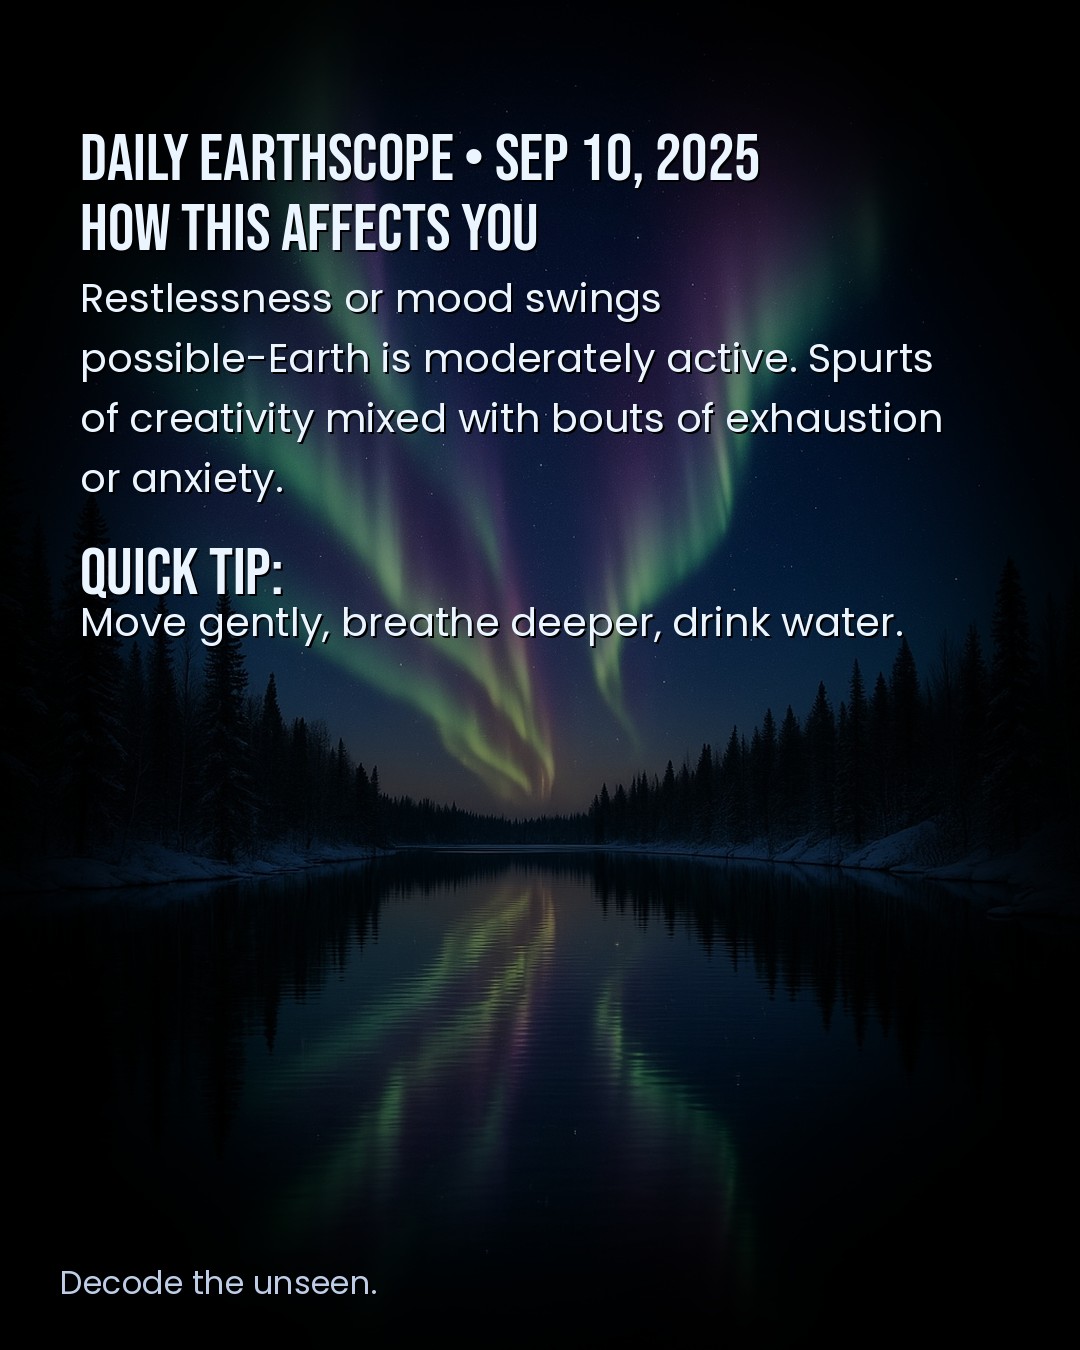 DAILY EARTHSCOPE • SEP 10, 2025
HOW THIS AFFECTS YOU
Restlessness or mood swings
possible-Earth is moderately active. Spurts
of creativity mixed with bouts of exhaustion
or anxiety.
QUICK TIP:
Move gently, breathe deeper, drink water.
Decode the unseen.